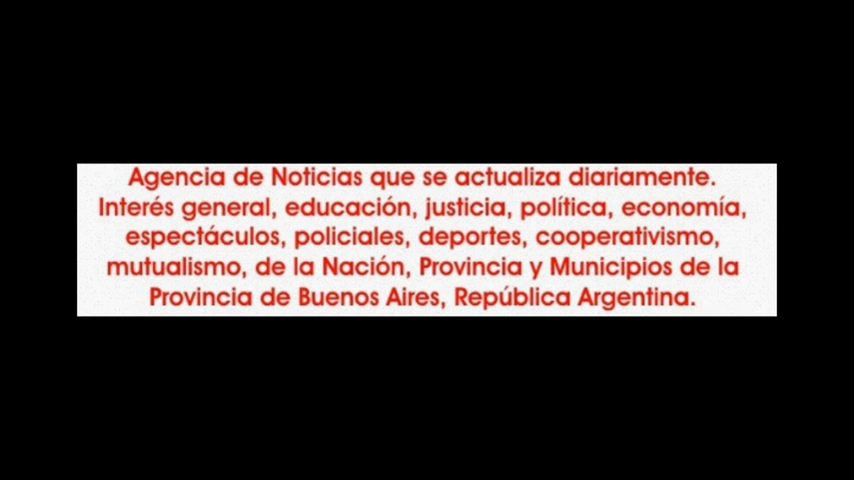 Agencia de Noticias que se actualiza diariamente.
Interés general, educación, justicia, política, economía,
espectáculos, policiales, deportes, cooperativismo,
mutualismo, de la Nación, Provincia y Municipios de la
Provincia de Buenos Aires, República Argentina.